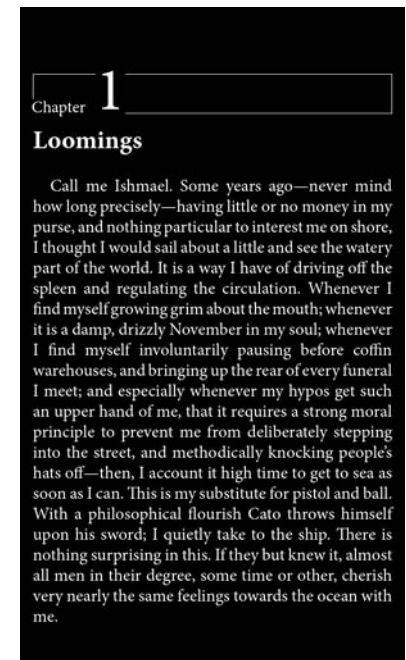 Chapter 1
Loomings
Call me Ishmael. Some years ago—never mind
how long precisely—having little or no money in my
purse, and nothing particular to interest me on shore,
I thought I would sail about a little and see the watery
part of the world. It is a way I have of driving off the
spleen and regulating the circulation. Whenever I
find myself growing grim about the mouth; whenever
it is a damp, drizzly November in my soul; whenever
I find myself involuntarily pausing before coffin
warehouses, and bringing up the rear of every funeral
I meet; and especially whenever my hypos get such
an upper hand of me, that it requires a strong moral
principle to prevent me from deliberately stepping
into the street, and methodically knocking people's
hats off—then, I account it high time to get to sea as
soon as I can. This is my substitute for pistol and ball.
With a philosophical flourish Cato throws himself
upon his sword; I quietly take to the ship. There is
nothing surprising in this. If they but knew it, almost
all men in their degree, some time or other, cherish
very nearly the same feelings towards the ocean with
me.